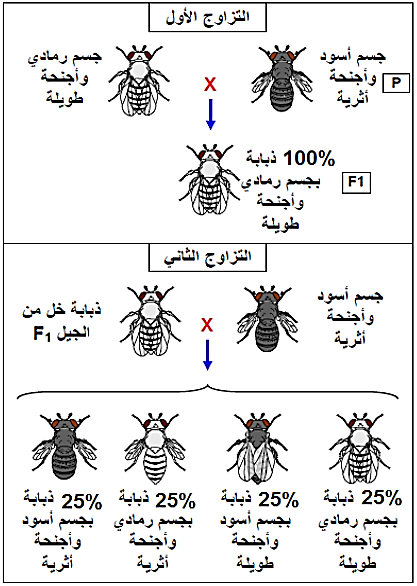 التزاوج الأول
جسم أسود
وأجنحة
أثرية
P
X
جسم رمادي
وأجنحة
طويلة
100% ذبابة
بجسم رمادي
وأجنحة
طويلة
F1
التزاوج الثاني
جسم أسود
وأجنحة
أثرية
X
ذبابة خل من
الجيل F1
25% ذبابة
بجسم رمادي
وأجنحة
طويلة
25% ذبابة
بجسم أسود
وأجنحة
طويلة
25% ذبابة
بجسم رمادي
وأجنحة
أثرية
25% ذبابة
بجسم أسود
وأجنحة
أثرية